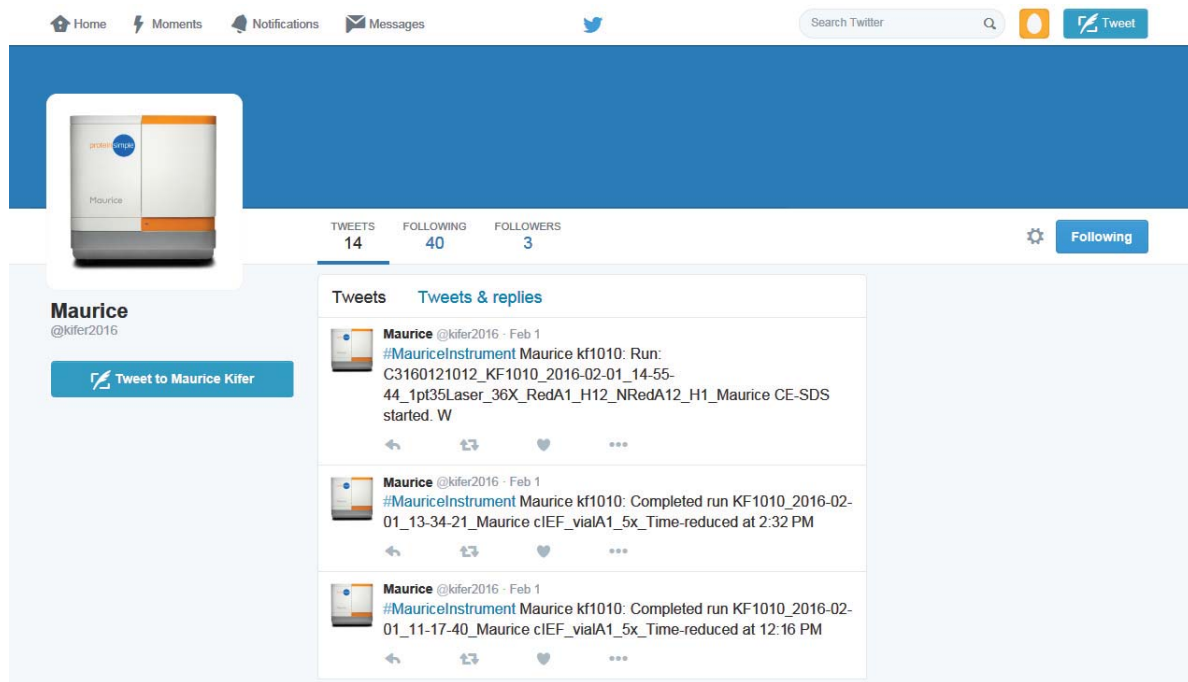 Home Moments Notifications Messages Search Twitter Tweet
proteinsimple
Maurice
TWEETS FOLLOWING FOLLOWERS
14 40 3
Following
Maurice
@kifer2016
Tweet to Maurice Kifer
Tweets Tweets & replies
Maurice @kifer2016 · Feb 1
#MauriceInstrument Maurice kf1010: Run:
C3160121012_KF1010_2016-02-01_14-55-
44_1pt35Laser_36X_RedA1_H12_NRedA12_H1_Maurice CE-SDS
started. W
Maurice @kifer2016 · Feb 1
#MauriceInstrument Maurice kf1010: Completed run KF1010_2016-02-
01_13-34-21_Maurice cIEF_vialA1_5x_Time-reduced at 2:32 PM
Maurice @kifer2016 · Feb 1
#MauriceInstrument Maurice kf1010: Completed run KF1010_2016-02-
01_11-17-40_Maurice cIEF_vialA1_5x_Time-reduced at 12:16 PM